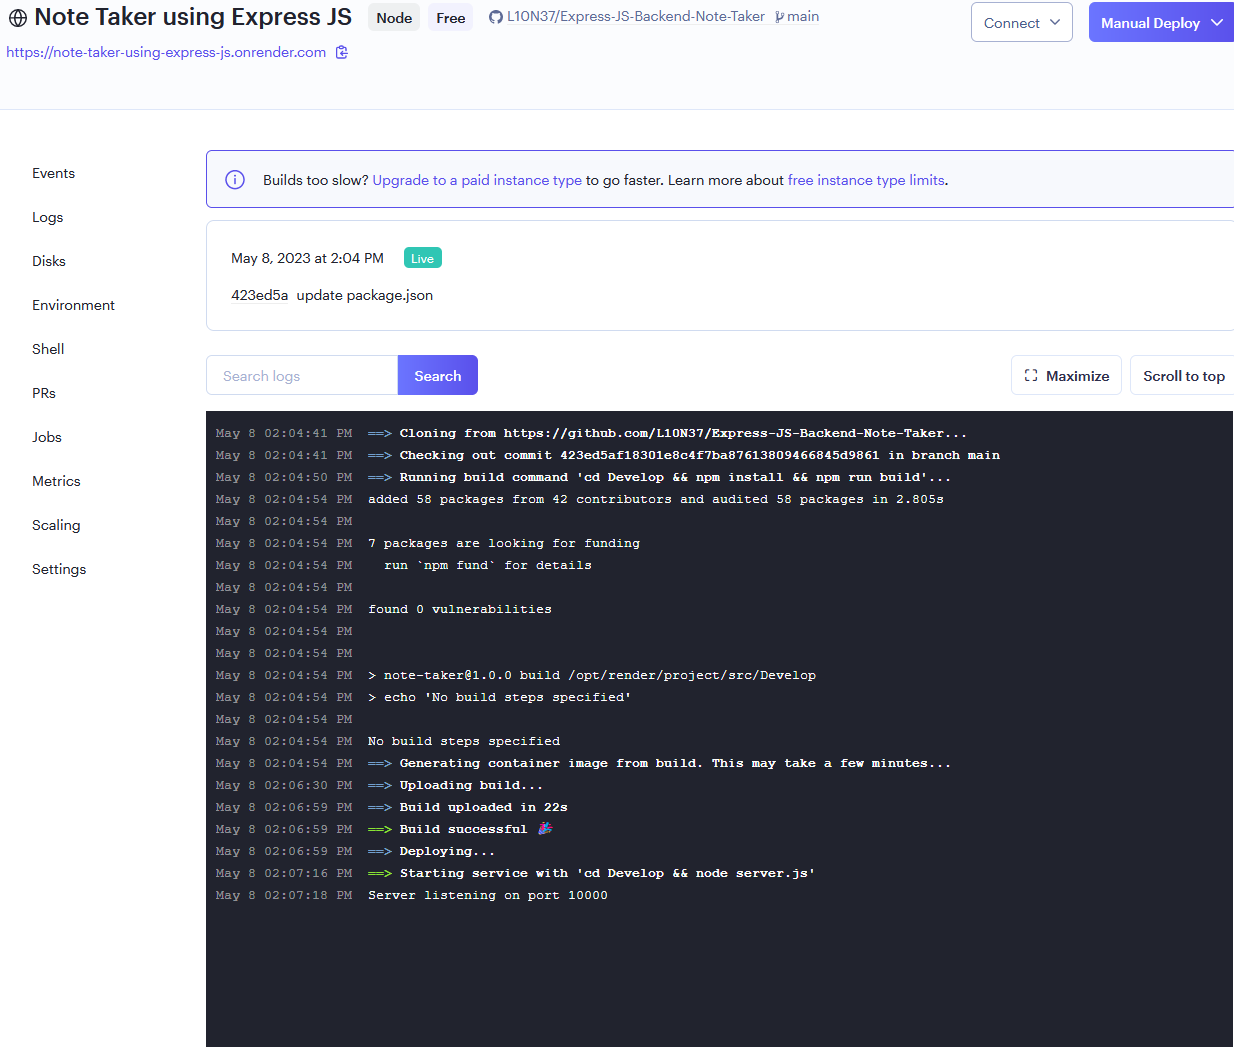 Note Taker using Express JS Node Free L10N37/Express-JS-Backend-Note-Taker main Connect Manual Deploy
https://note-taker-using-express-js.onrender.com
Events
Logs
Disks
Environment
Shell
PRs
Jobs
Metrics
Scaling
Settings
Builds too slow? Upgrade to a paid instance type to go faster. Learn more about free instance type limits.
May 8, 2023 at 2:04 PM Live
423ed5a update package.json
Search logs Search Maximize Scroll to top
May 8 02:04:41 PM ==> Cloning from https://github.com/L10N37/Express-JS-Backend-Note-Taker...
May 8 02:04:41 PM ==> Checking out commit 423ed5af18301e8c4f7ba87613809466845d9861 in branch main
May 8 02:04:50 PM ==> Running build command 'cd Develop && npm install && npm run build'...
May 8 02:04:54 PM added 58 packages from 42 contributors and audited 58 packages in 2.805s
May 8 02:04:54 PM
May 8 02:04:54 PM 7 packages are looking for funding
May 8 02:04:54 PM run `npm fund` for details
May 8 02:04:54 PM
May 8 02:04:54 PM found 0 vulnerabilities
May 8 02:04:54 PM
May 8 02:04:54 PM
May 8 02:04:54 PM > note-taker@1.0.0 build /opt/render/project/src/Develop
May 8 02:04:54 PM > echo 'No build steps specified'
May 8 02:04:54 PM
May 8 02:04:54 PM No build steps specified
May 8 02:04:54 PM ==> Generating container image from build. This may take a few minutes...
May 8 02:06:30 PM ==> Uploading build...
May 8 02:06:59 PM ==> Build uploaded in 22s
May 8 02:06:59 PM ==> Build successful 🎉
May 8 02:06:59 PM ==> Deploying...
May 8 02:07:16 PM ==> Starting service with 'cd Develop && node server.js'
May 8 02:07:18 PM Server listening on port 10000